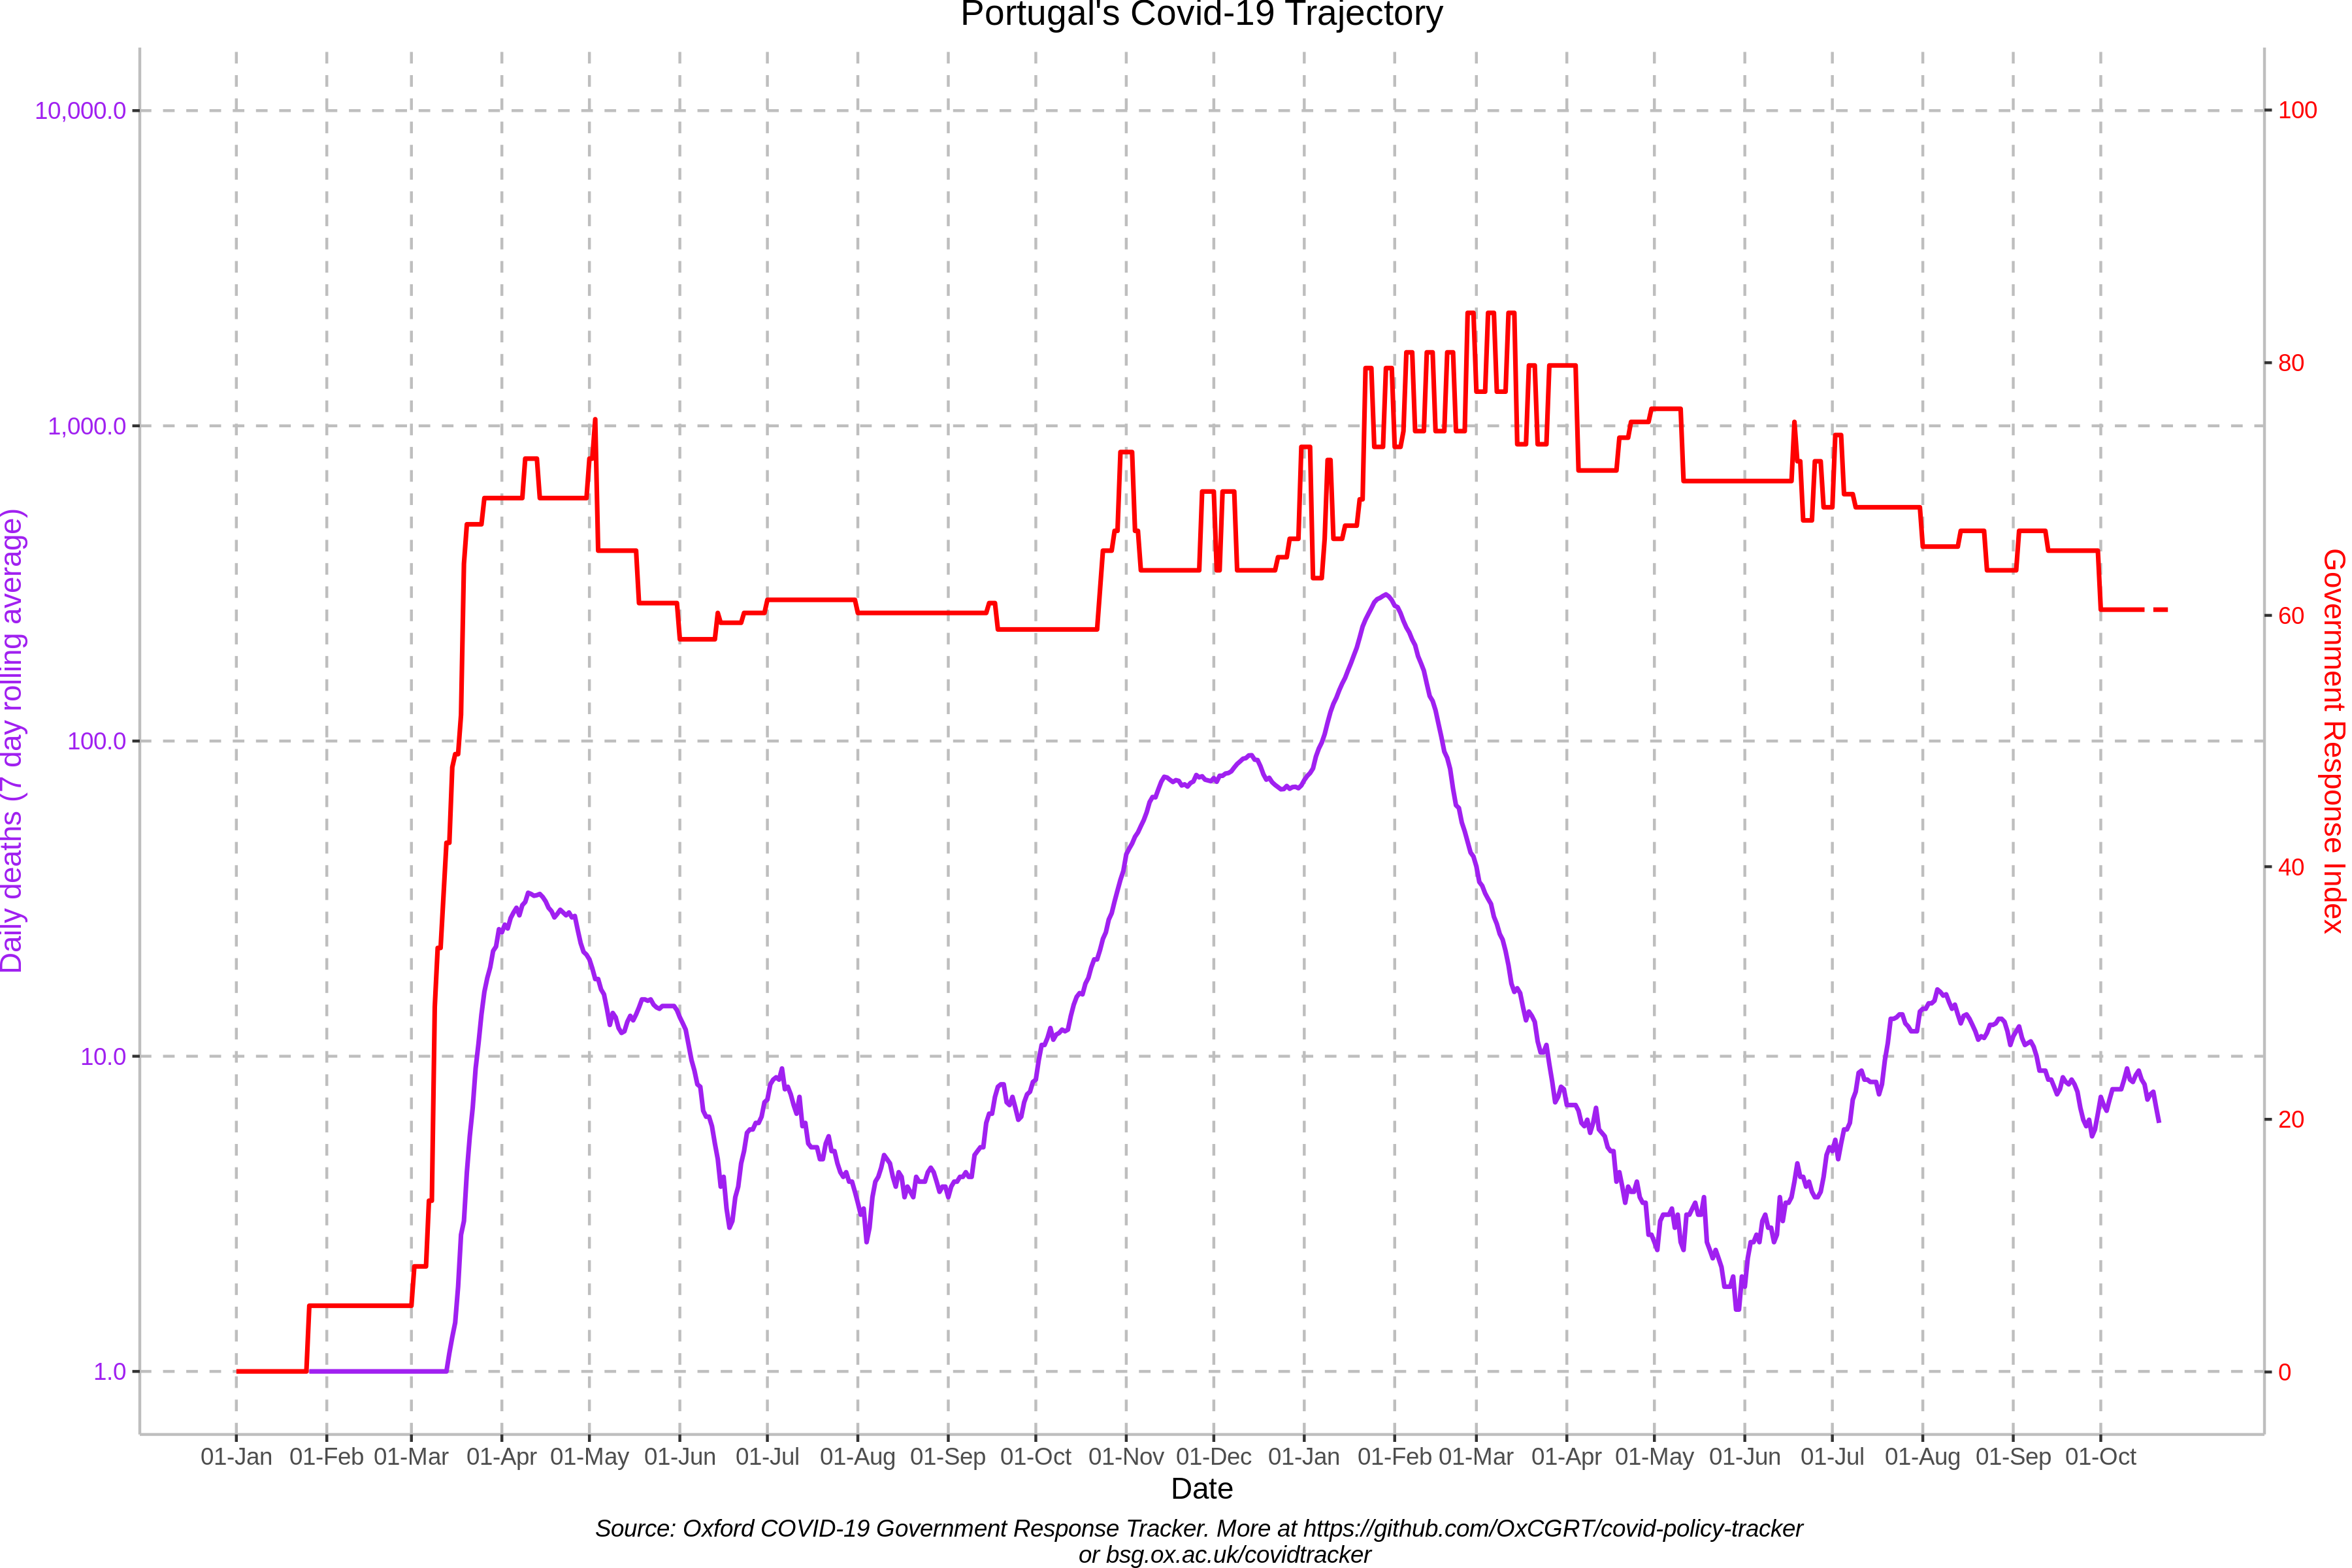 Portugal's Covid-19 Trajectory
10,000.0
1,000.0
100.0
10.0
1.0
Daily deaths (7 day rolling average)
100
80
60
40
20
0
Government Response Index
01-Jan 01-Feb 01-Mar 01-Apr 01-May 01-Jun 01-Jul 01-Aug 01-Sep 01-Oct 01-Nov 01-Dec 01-Jan 01-Feb 01-Mar 01-Apr 01-May 01-Jun 01-Jul 01-Aug 01-Sep 01-Oct
Date
Source: Oxford COVID-19 Government Response Tracker. More at https://github.com/OxCGRT/covid-policy-tracker
or bsg.ox.ac.uk/covidtracker